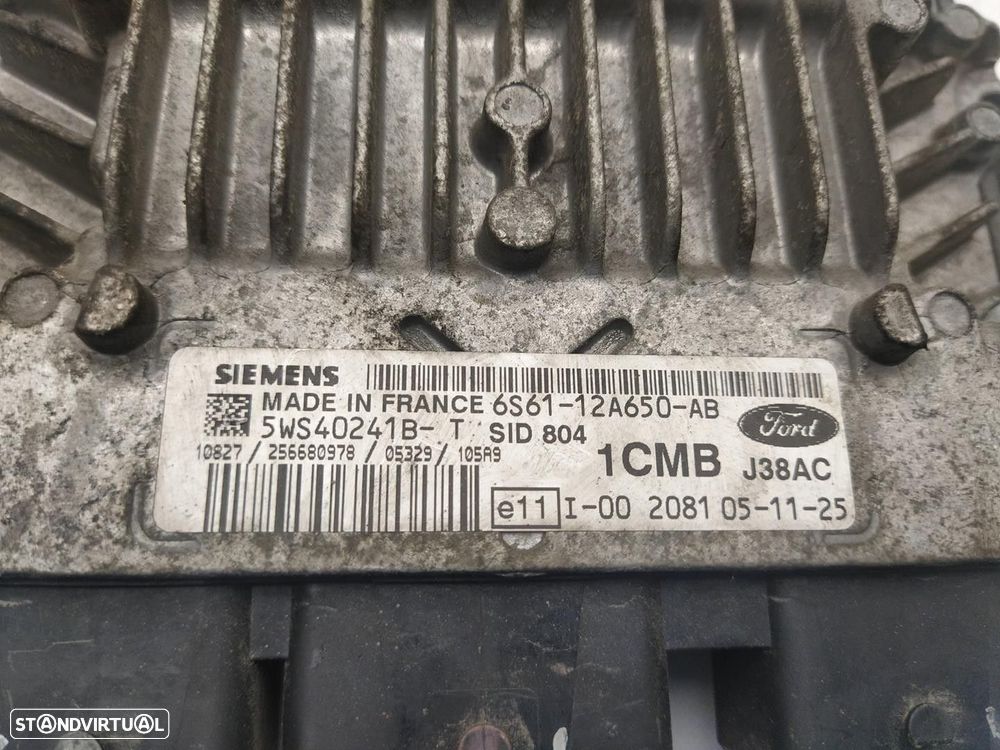 SIEMENS
MADE IN FRANCE 6S61-12A650-AB
5WS40241B- T SID 804
Ford
10827 / 256680978 / 05329 / 105A9
1CMB J38AC
e11 I-00 2081 05-11-25
STANDVIRTUAL